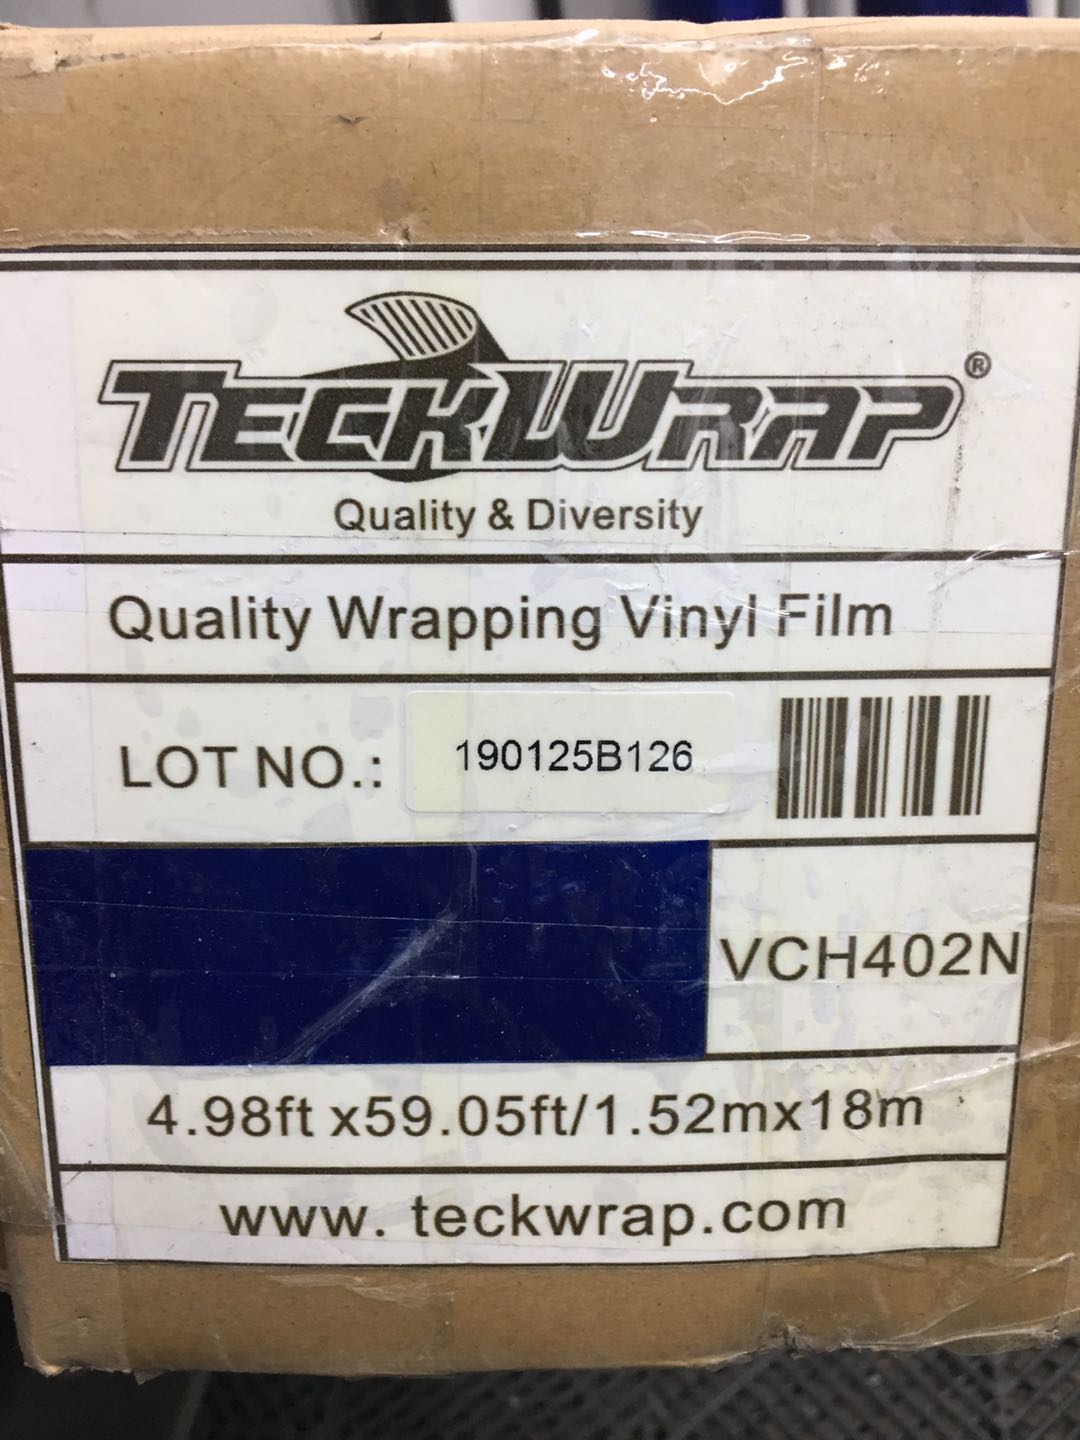 TECKWRAP®
Quality & Diversity
Quality Wrapping Vinyl Film
LOT NO.: 190125B126
VCH402N
4.98ft x59.05ft/1.52mx18m
www. teckwrap.com